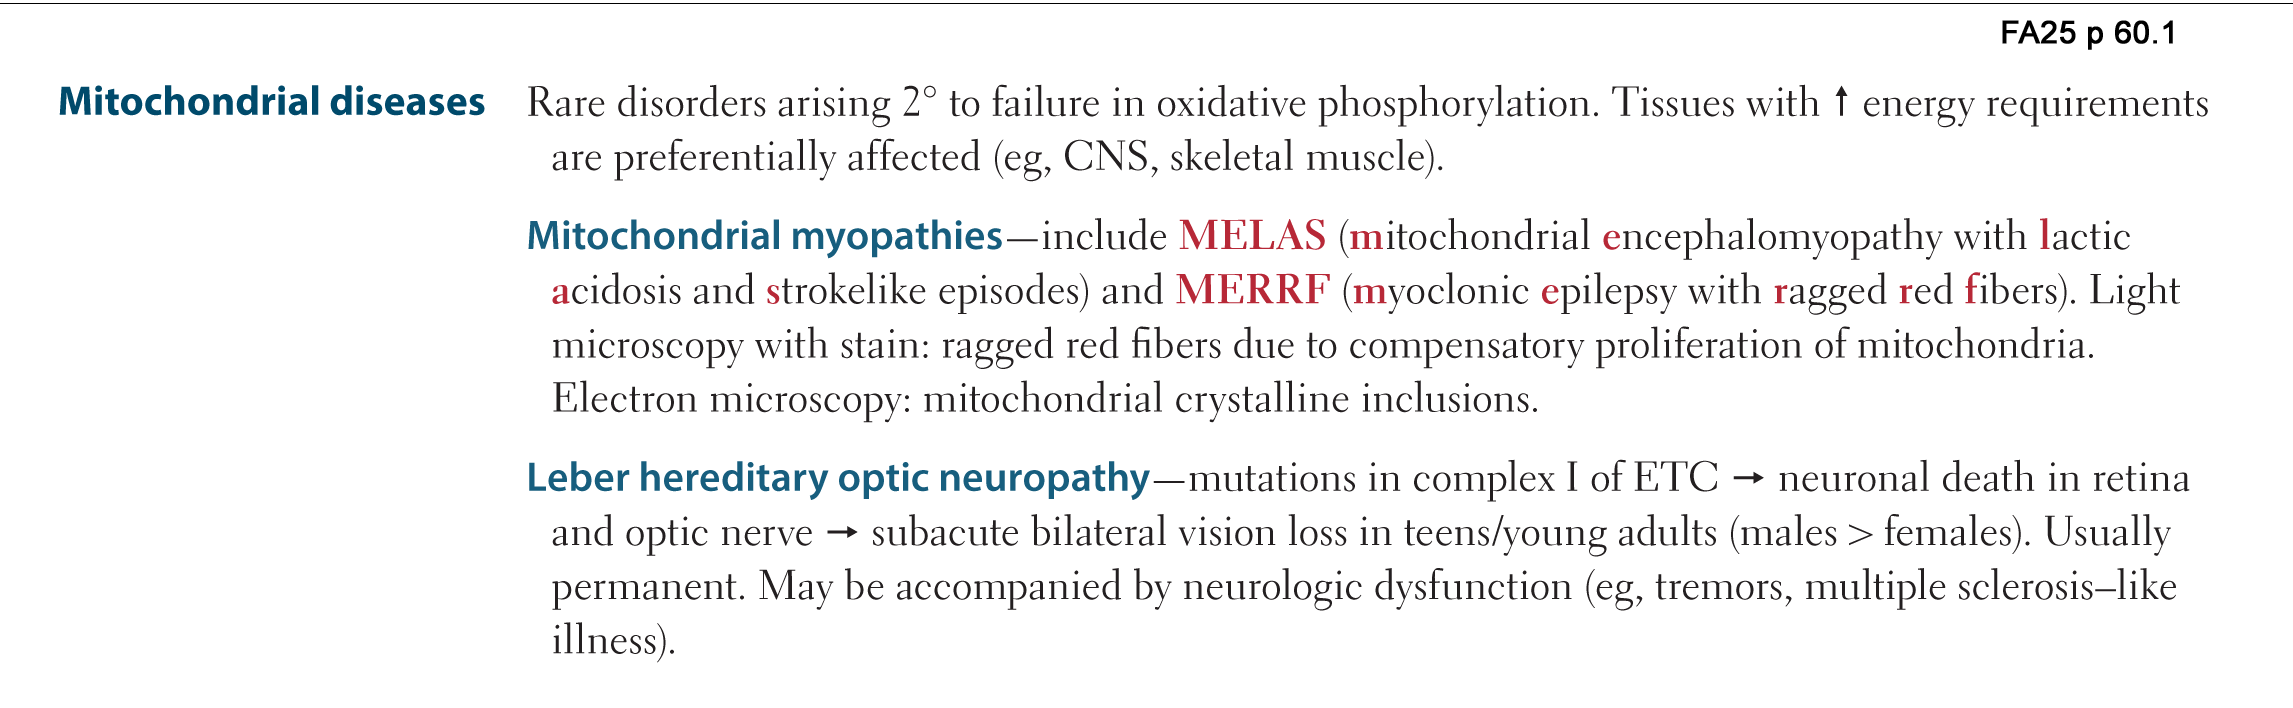 FA25 p 60.1
Mitochondrial diseases Rare disorders arising 2° to failure in oxidative phosphorylation. Tissues with ↑ energy requirements
are preferentially affected (eg, CNS, skeletal muscle).
Mitochondrial myopathies—include MELAS (mitochondrial encephalomyopathy with lactic
acidosis and strokelike episodes) and MERRF (myoclonic epilepsy with ragged red fibers). Light
microscopy with stain: ragged red fibers due to compensatory proliferation of mitochondria.
Electron microscopy: mitochondrial crystalline inclusions.
Leber hereditary optic neuropathy—mutations in complex I of ETC → neuronal death in retina
and optic nerve → subacute bilateral vision loss in teens/young adults (males > females). Usually
permanent. May be accompanied by neurologic dysfunction (eg, tremors, multiple sclerosis–like
illness).